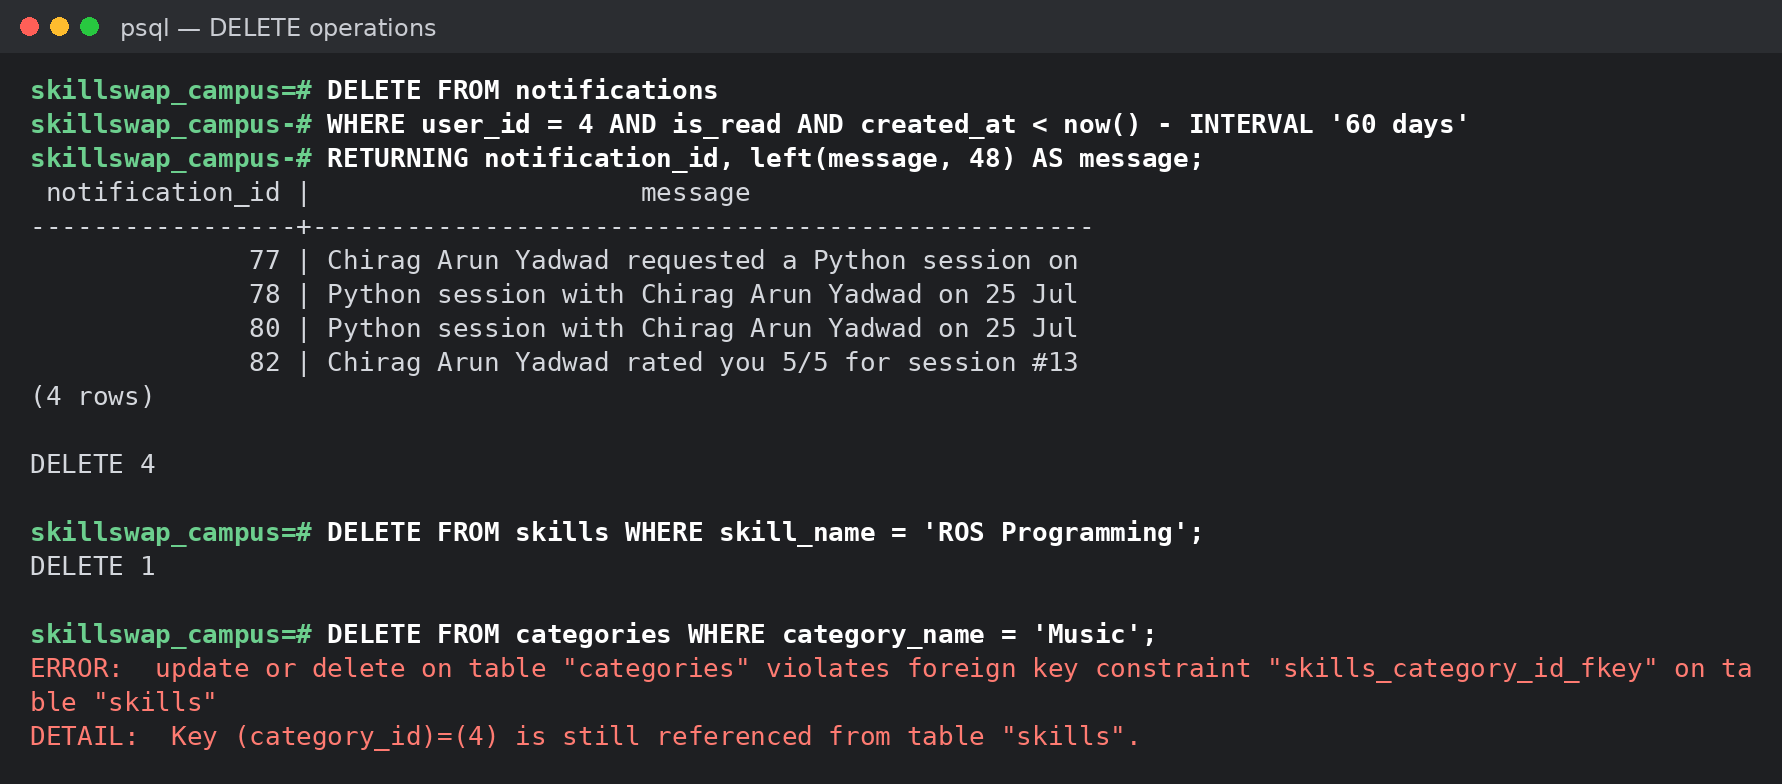 psql — DELETE operations
skillswap_campus=# DELETE FROM notifications
skillswap_campus-# WHERE user_id = 4 AND is_read AND created_at < now() - INTERVAL '60 days'
skillswap_campus-# RETURNING notification_id, left(message, 48) AS message;
 notification_id |                     message
-----------------+--------------------------------------------------
              77 | Chirag Arun Yadwad requested a Python session on
              78 | Python session with Chirag Arun Yadwad on 25 Jul
              80 | Python session with Chirag Arun Yadwad on 25 Jul
              82 | Chirag Arun Yadwad rated you 5/5 for session #13
(4 rows)
DELETE 4
skillswap_campus=# DELETE FROM skills WHERE skill_name = 'ROS Programming';
DELETE 1
skillswap_campus=# DELETE FROM categories WHERE category_name = 'Music';
ERROR:  update or delete on table "categories" violates foreign key constraint "skills_category_id_fkey" on ta
ble "skills"
DETAIL:  Key (category_id)=(4) is still referenced from table "skills".